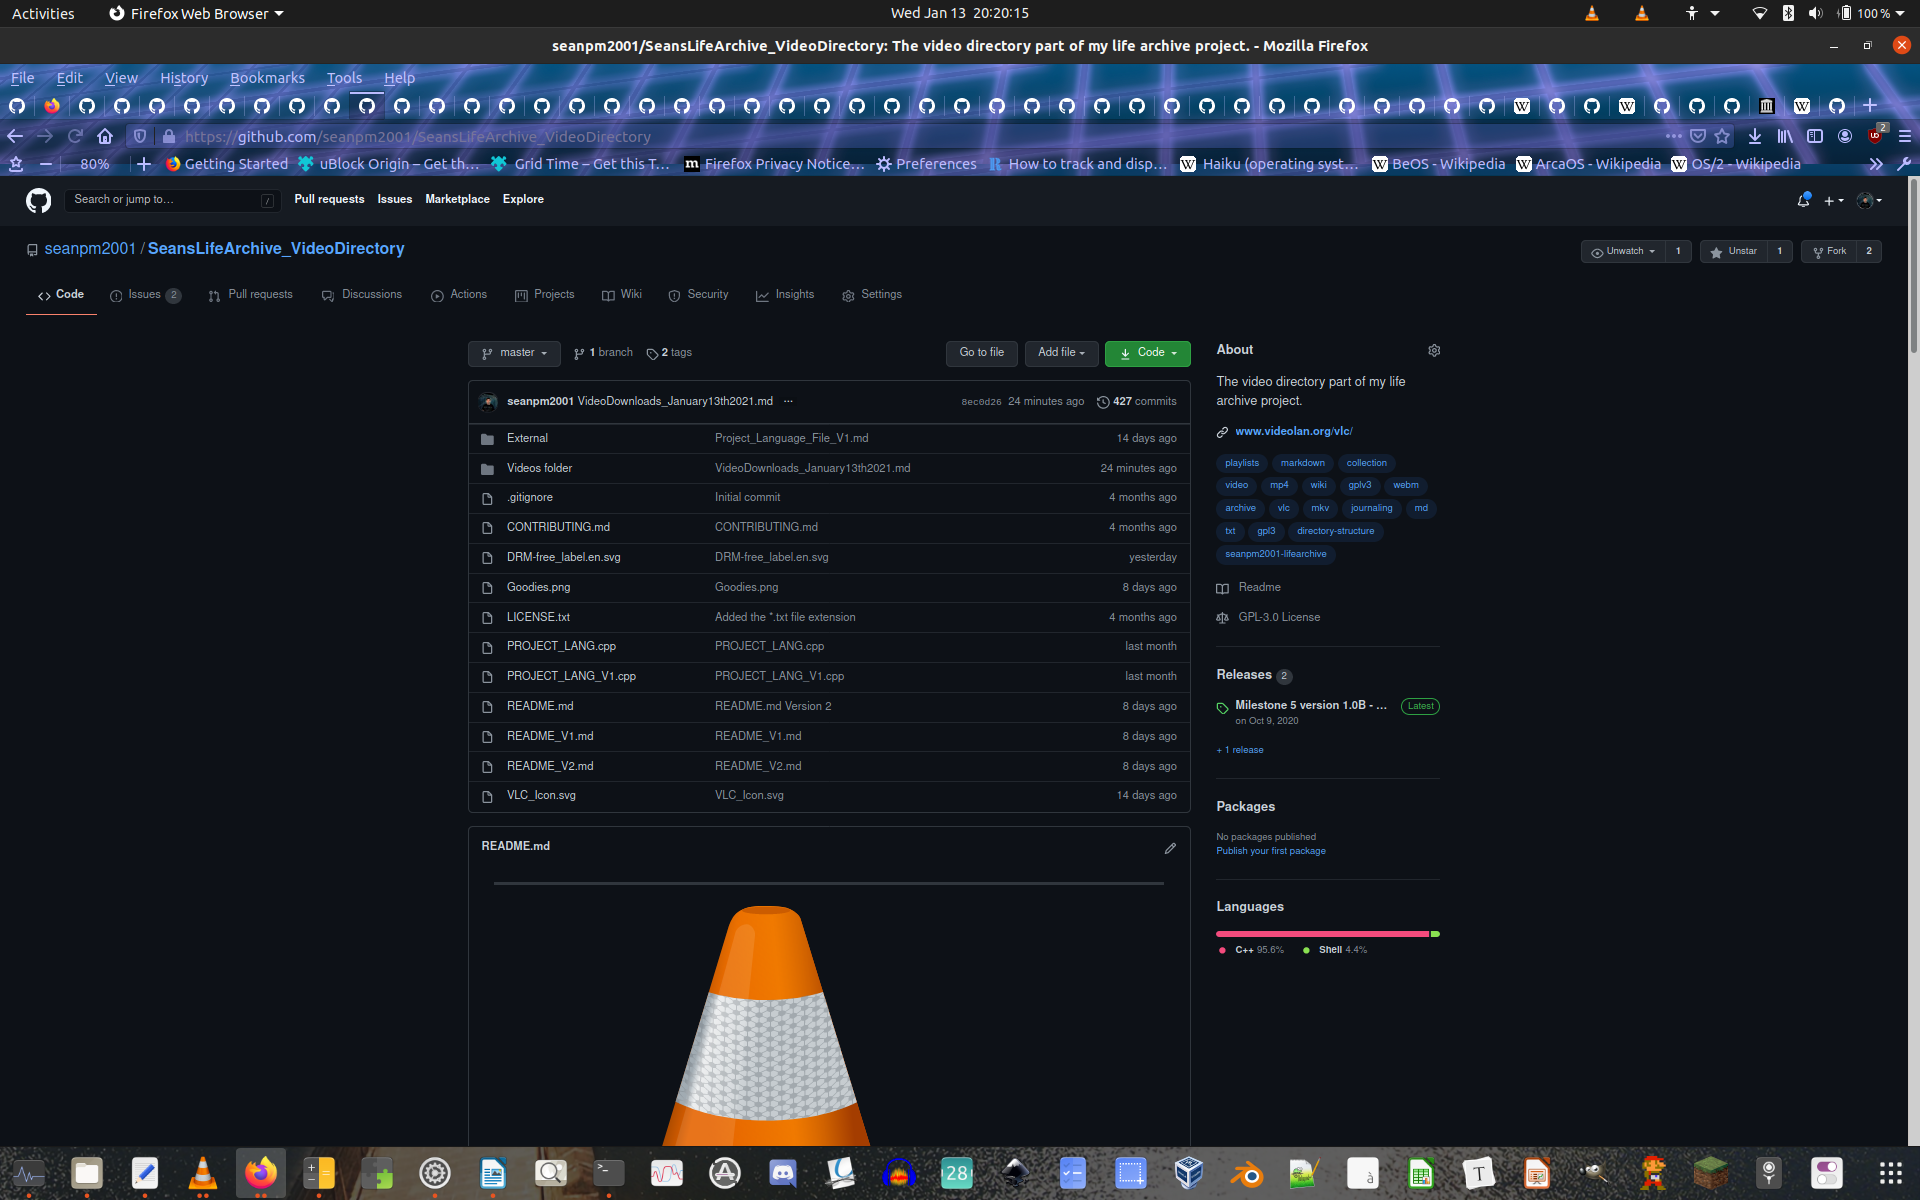 Activities Firefox Web Browser Wed Jan 13 20:20:15 100 %
seanpm2001/SeansLifeArchive_VideoDirectory: The video directory part of my life archive project. - Mozilla Firefox
File Edit View History Bookmarks Tools Help
https://github.com/seanpm2001/SeansLifeArchive_VideoDirectory 2
80% Getting Started uBlock Origin – Get th… Grid Time – Get this T… Firefox Privacy Notice… Preferences How to track and disp… Haiku (operating syst… BeOS - Wikipedia ArcaOS - Wikipedia OS/2 - Wikipedia
Search or jump to… / Pull requests Issues Marketplace Explore
seanpm2001 / SeansLifeArchive_VideoDirectory Unwatch 1 Unstar 1 Fork 2
Code Issues 2 Pull requests Discussions Actions Projects Wiki Security Insights Settings
master 1 branch 2 tags Go to file Add file Code
seanpm2001 VideoDownloads_January13th2021.md ... 8ec0d26 24 minutes ago 427 commits
External Project_Language_File_V1.md 14 days ago
Videos folder VideoDownloads_January13th2021.md 24 minutes ago
.gitignore Initial commit 4 months ago
CONTRIBUTING.md CONTRIBUTING.md 4 months ago
DRM-free_label.en.svg DRM-free_label.en.svg yesterday
Goodies.png Goodies.png 8 days ago
LICENSE.txt Added the *.txt file extension 4 months ago
PROJECT_LANG.cpp PROJECT_LANG.cpp last month
PROJECT_LANG_V1.cpp PROJECT_LANG_V1.cpp last month
README.md README.md Version 2 8 days ago
README_V1.md README_V1.md 8 days ago
README_V2.md README_V2.md 8 days ago
VLC_Icon.svg VLC_Icon.svg 14 days ago
README.md
About
The video directory part of my life
archive project.
www.videolan.org/vlc/
playlists markdown collection
video mp4 wiki gplv3 webm
archive vlc mkv journaling md
txt gpl3 directory-structure
seanpm2001-lifearchive
Readme
GPL-3.0 License
Releases 2
Milestone 5 version 1.0B - ... Latest
on Oct 9, 2020
+ 1 release
Packages
No packages published
Publish your first package
Languages
C++ 95.6% Shell 4.4%
28